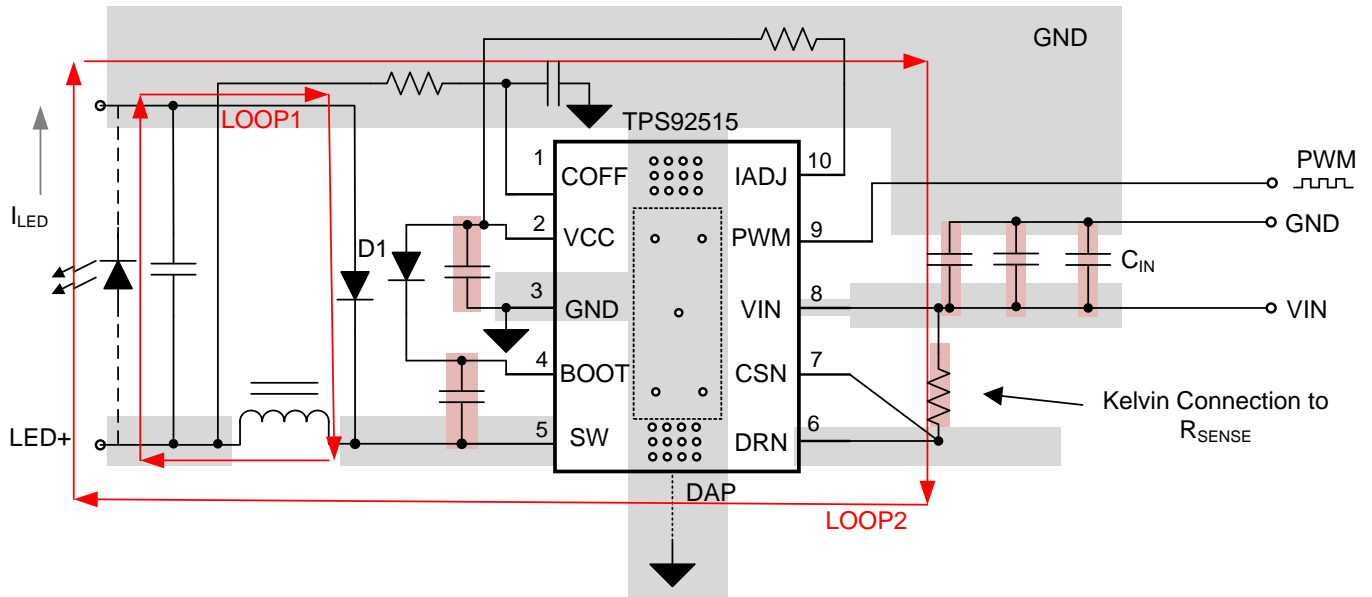 GND
LOOP1
TPS92515
1
COFF
IADJ
10
PWM
ILED
2
VCC
PWM
9
GND
D1
CIN
3
GND
VIN
8
VIN
4
BOOT
CSN
7
Kelvin Connection to
RSENSE
LED+
5
SW
DRN
6
DAP
LOOP2